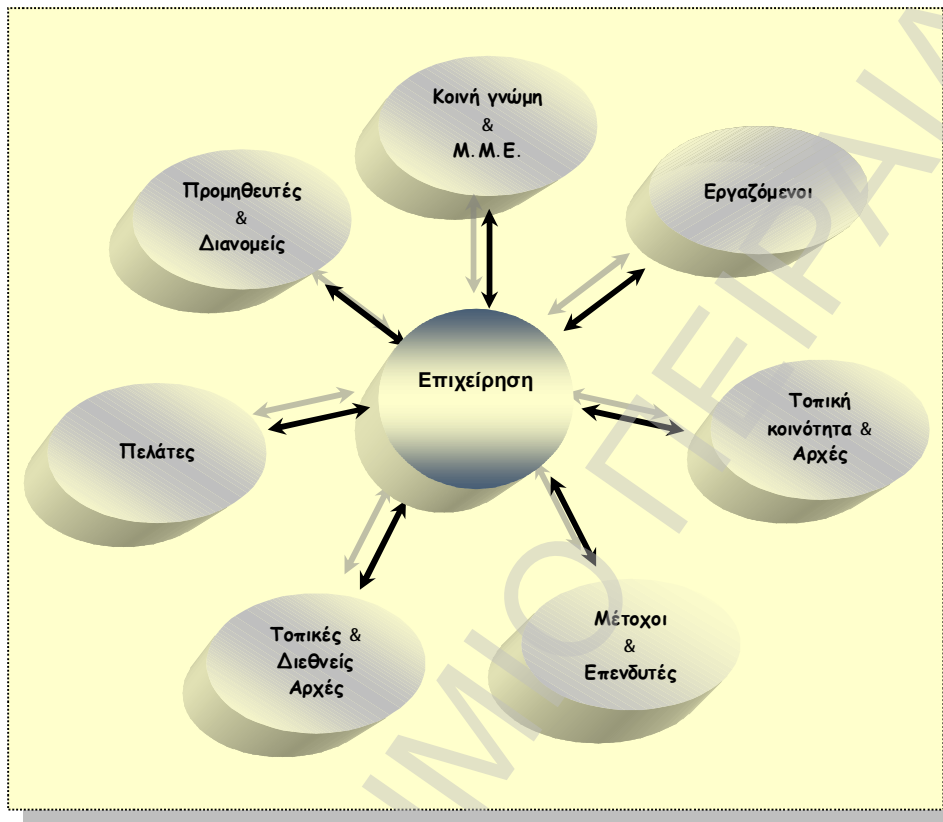 Κοινή γνώμη
&
Μ.Μ.Ε.
Προμηθευτές
&
Διανομείς
Εργαζόμενοι
Επιχείρηση
Τοπική
κοινότητα &
Αρχές
Πελάτες
Τοπικές &
Διεθνείς
Αρχές
Μέτοχοι
&
Επενδυτές